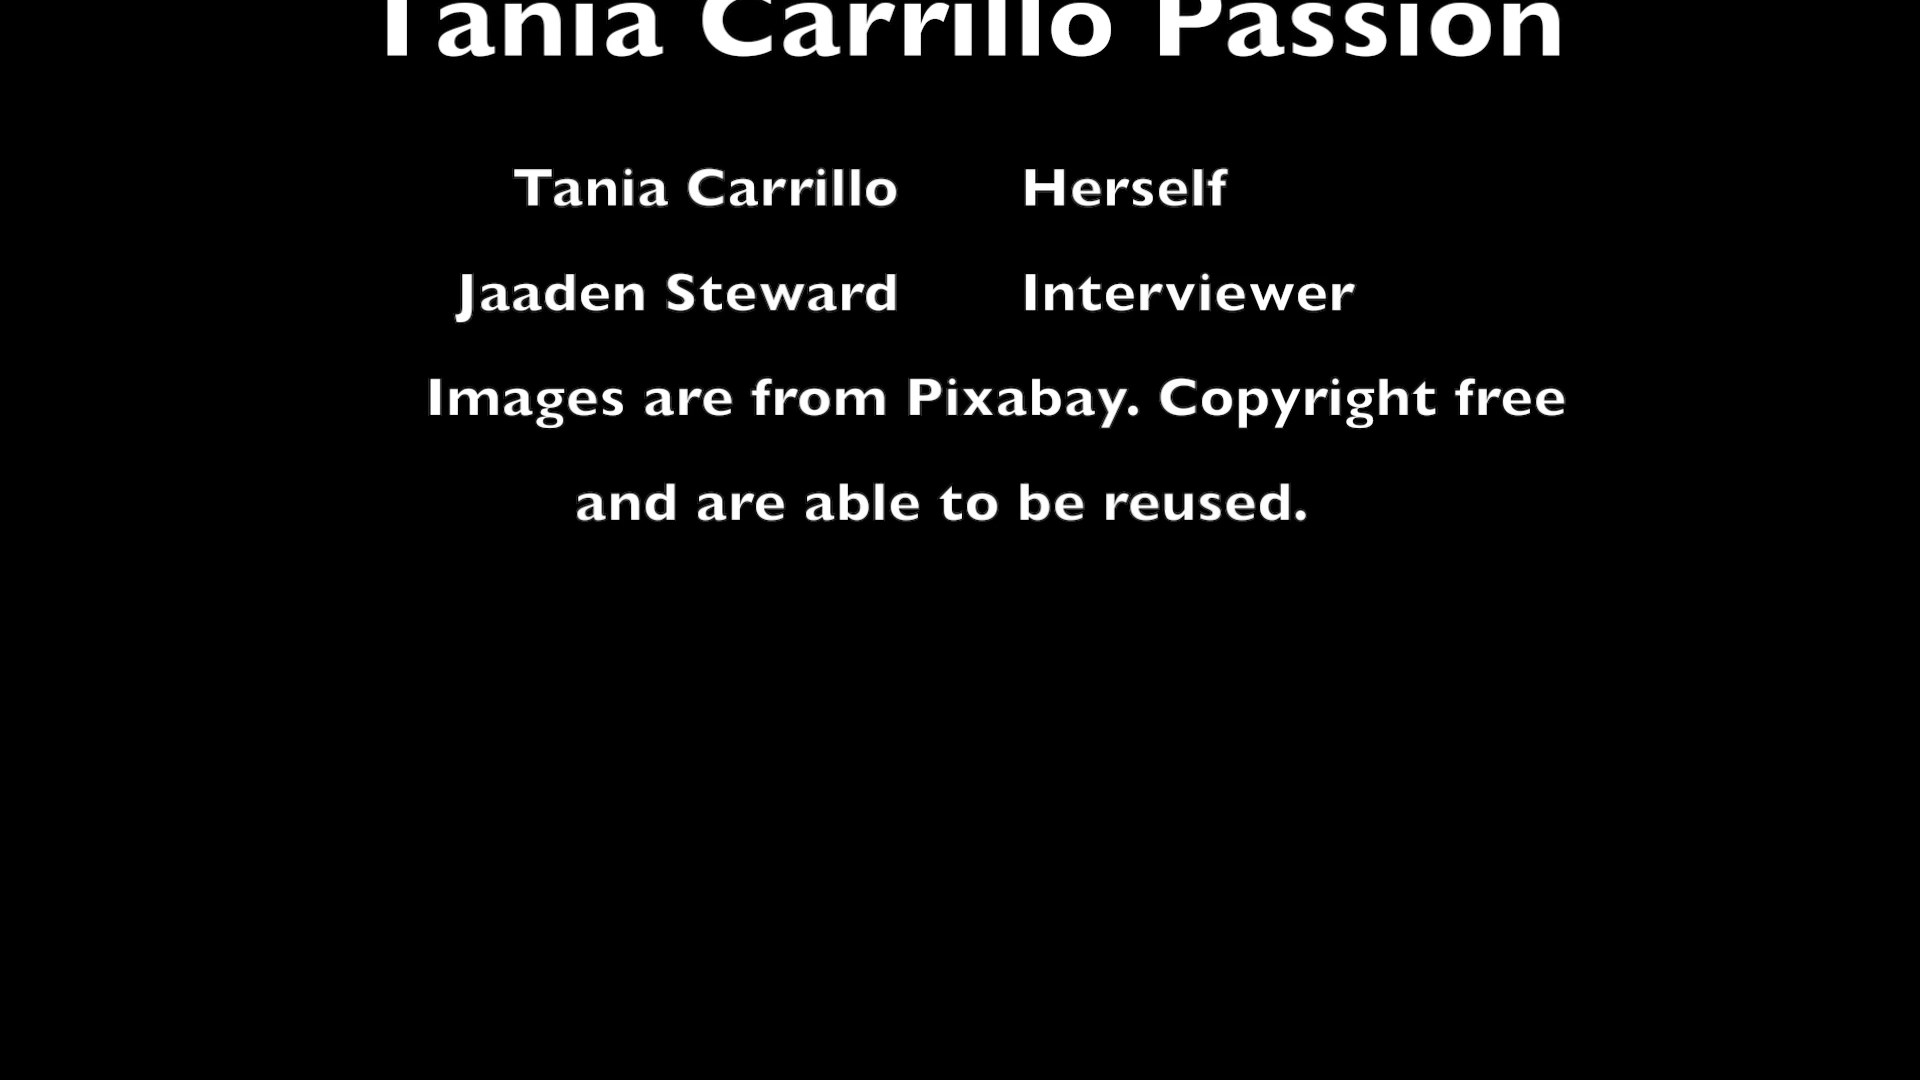 Tania Carrillo Passion
Tania Carrillo Herself
Jaaden Steward Interviewer
Images are from Pixabay. Copyright free
and are able to be reused.